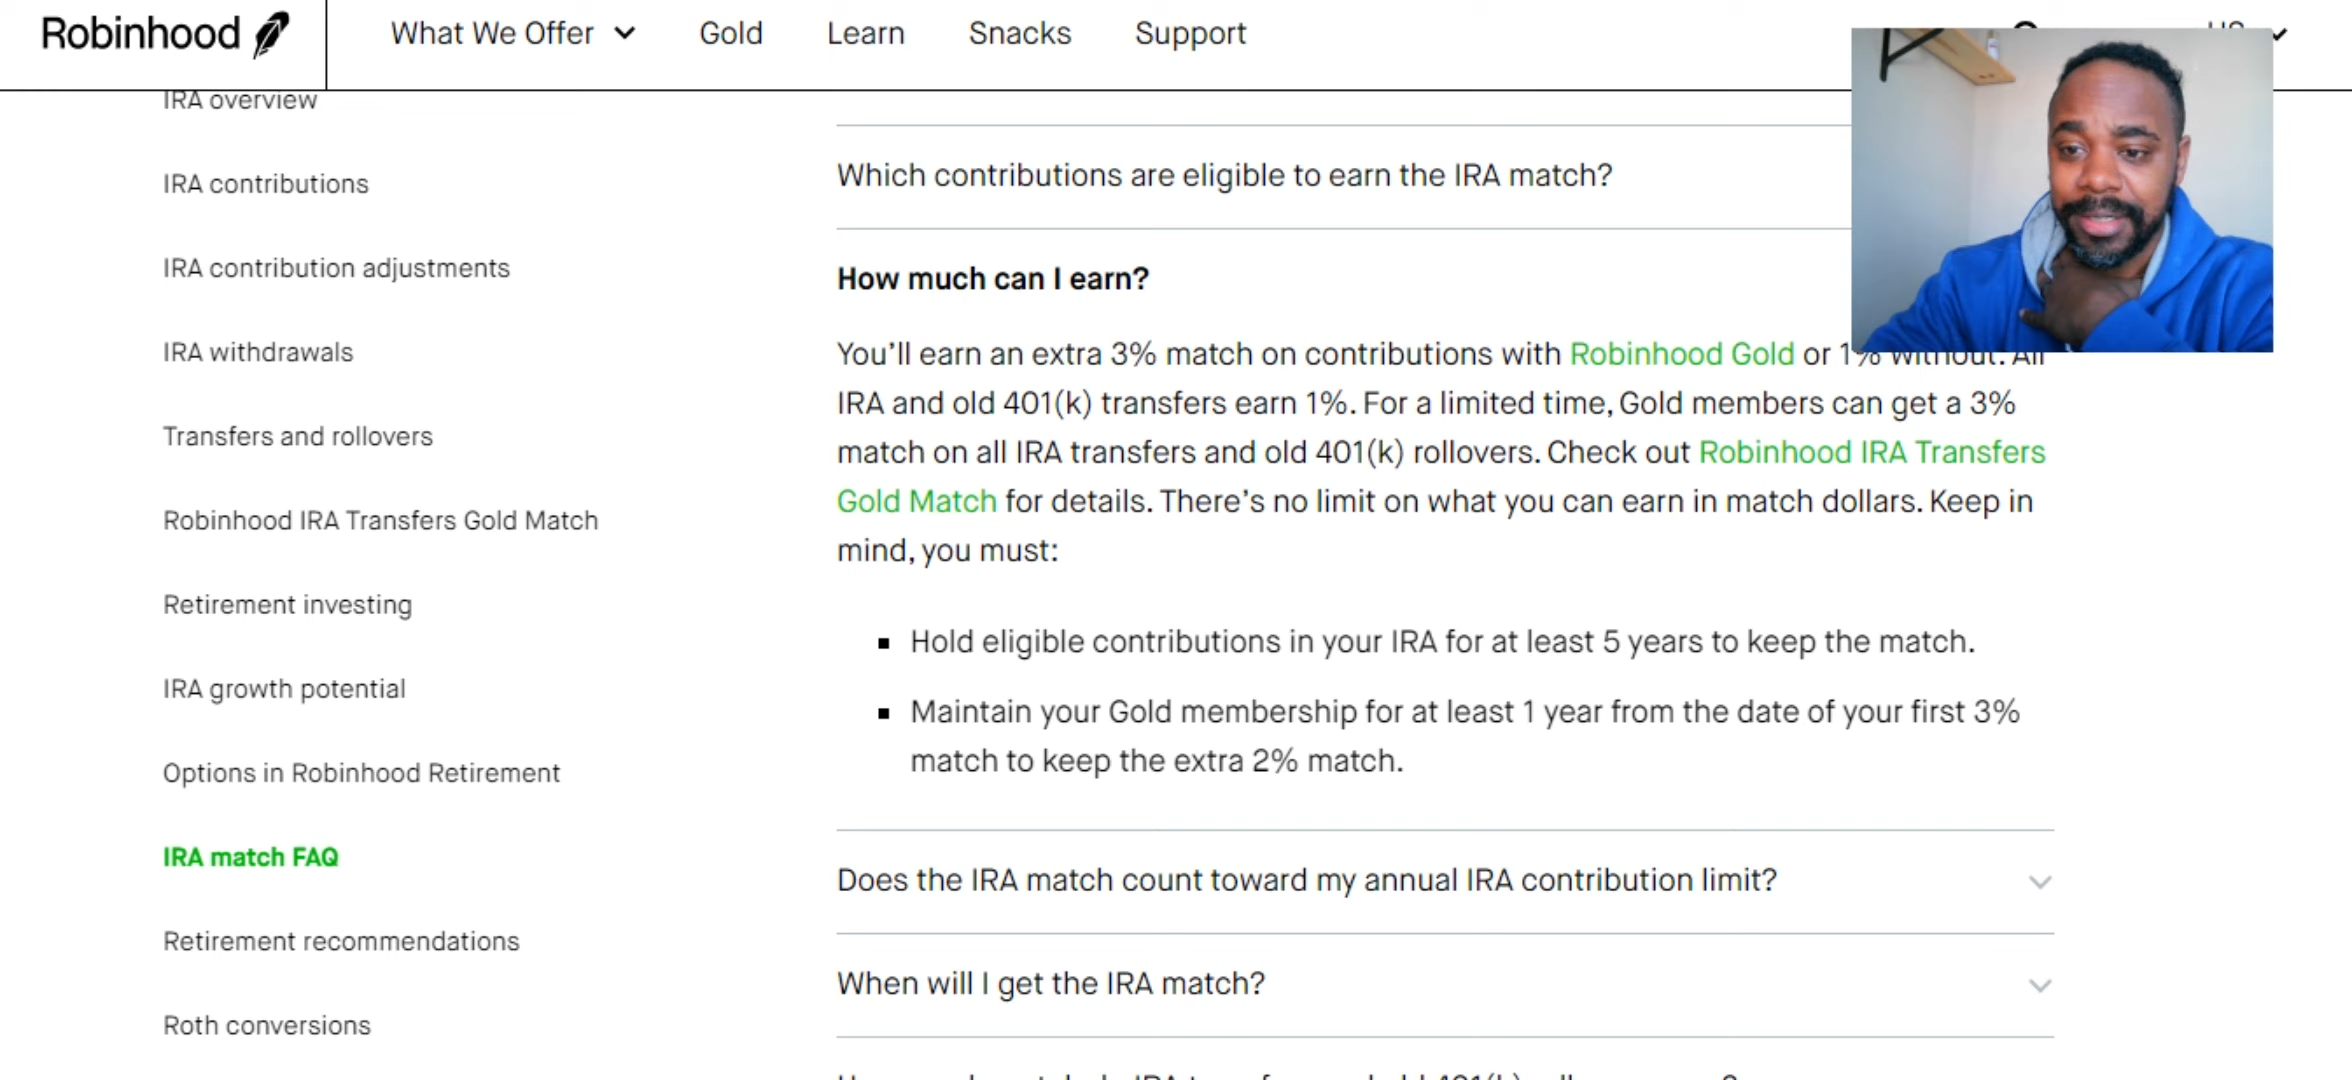 Robinhood
What We Offer
Gold
Learn
Snacks
Support
IRA overview
IRA contributions
IRA contribution adjustments
IRA withdrawals
Transfers and rollovers
Robinhood IRA Transfers Gold Match
Retirement investing
IRA growth potential
Options in Robinhood Retirement
IRA match FAQ
Retirement recommendations
Roth conversions
Which contributions are eligible to earn the IRA match?
How much can I earn?
You'll earn an extra 3% match on contributions with Robinhood Gold or 1% without. All
IRA and old 401(k) transfers earn 1%. For a limited time, Gold members can get a 3%
match on all IRA transfers and old 401(k) rollovers. Check out Robinhood IRA Transfers
Gold Match for details. There's no limit on what you can earn in match dollars. Keep in
mind, you must:
▪ Hold eligible contributions in your IRA for at least 5 years to keep the match.
▪ Maintain your Gold membership for at least 1 year from the date of your first 3%
match to keep the extra 2% match.
Does the IRA match count toward my annual IRA contribution limit?
When will I get the IRA match?